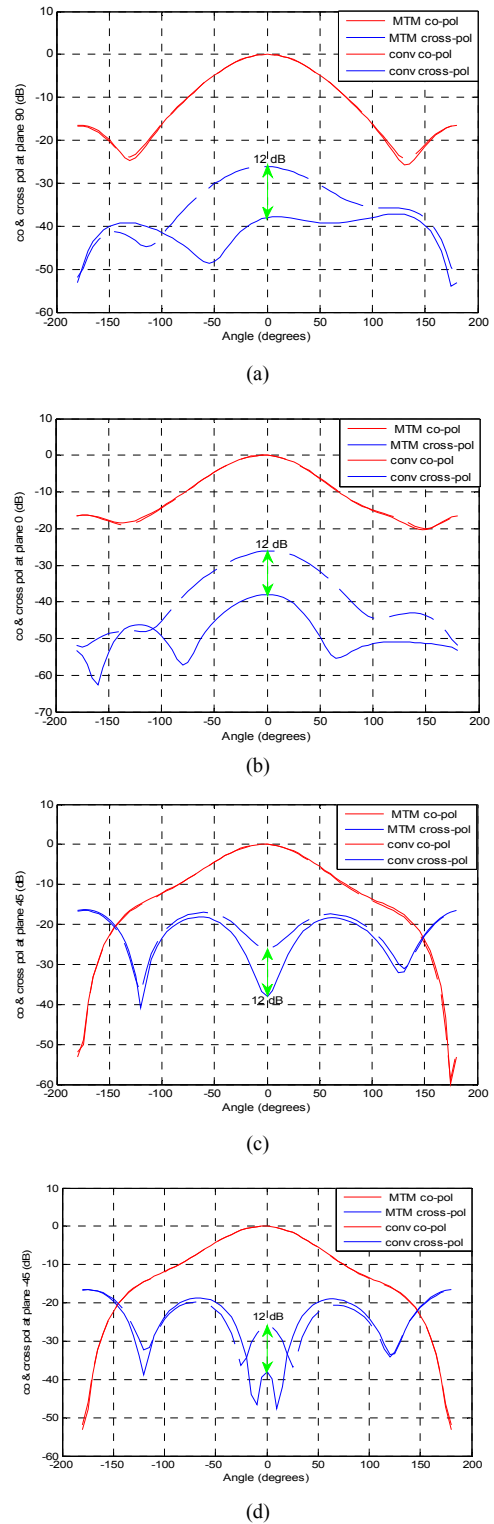 10
0
-10
-20
-30
-40
-50
-60
-200 -150 -100 -50 0 50 100 150 200
Angle (degrees)
co & cross pol at plane 90 (dB)
MTM co-pol
MTM cross-pol
conv co-pol
conv cross-pol
12 dB
(a)
10
0
-10
-20
-30
-40
-50
-60
-70
-200 -150 -100 -50 0 50 100 150 200
Angle (degrees)
co & cross pol at plane 0 (dB)
MTM co-pol
MTM cross-pol
conv co-pol
conv cross-pol
12 dB
(b)
10
0
-10
-20
-30
-40
-50
-60
-200 -150 -100 -50 0 50 100 150 200
Angle (degrees)
co & cross pol at plane 45 (dB)
MTM co-pol
MTM cross-pol
conv co-pol
conv cross-pol
12 dB
(c)
10
0
-10
-20
-30
-40
-50
-60
-200 -150 -100 -50 0 50 100 150 200
Angle (degrees)
co & cross pol at plane -45 (dB)
MTM co-pol
MTM cross-pol
conv co-pol
conv cross-pol
12 dB
(d)